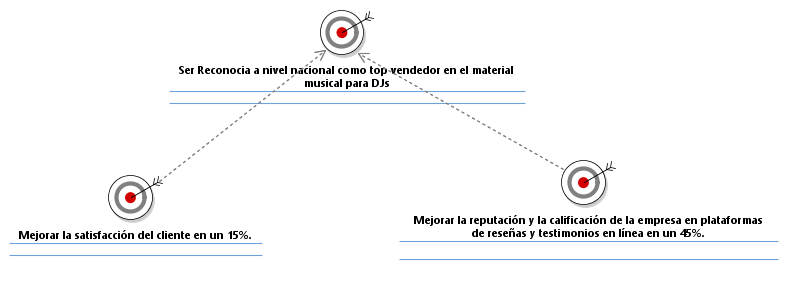 Ser Reconocia a nivel nacional como top vendedor en el material
musical para DJs
Mejorar la satisfacción del cliente en un 15%.
Mejorar la reputación y la calificación de la empresa en plataformas
de reseñas y testimonios en línea en un 45%.